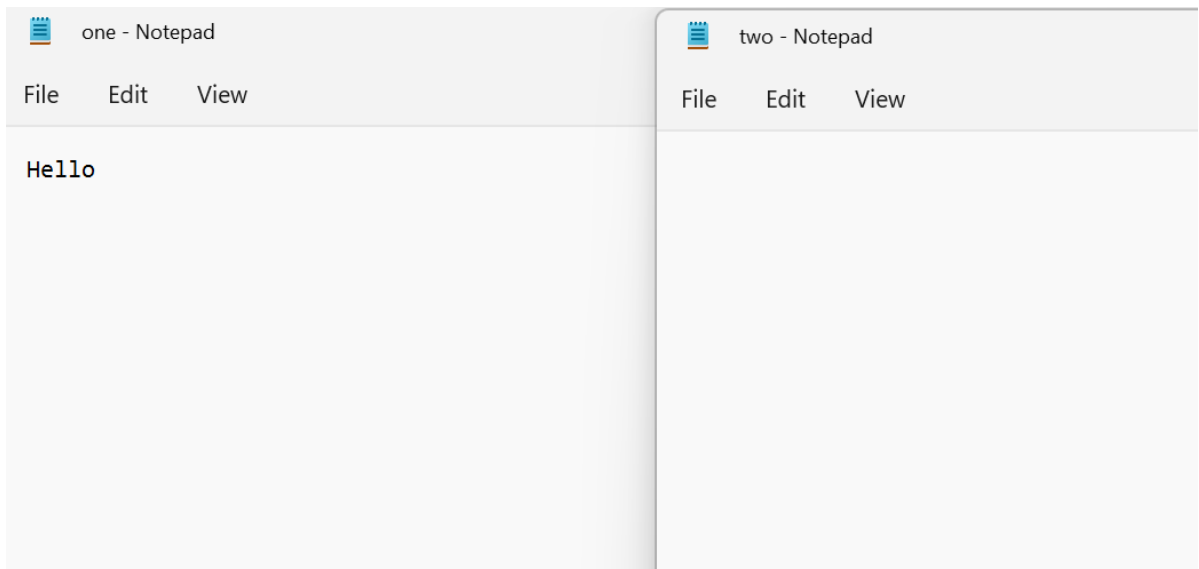 one - Notepad
File Edit View
Hello
two - Notepad
File Edit View